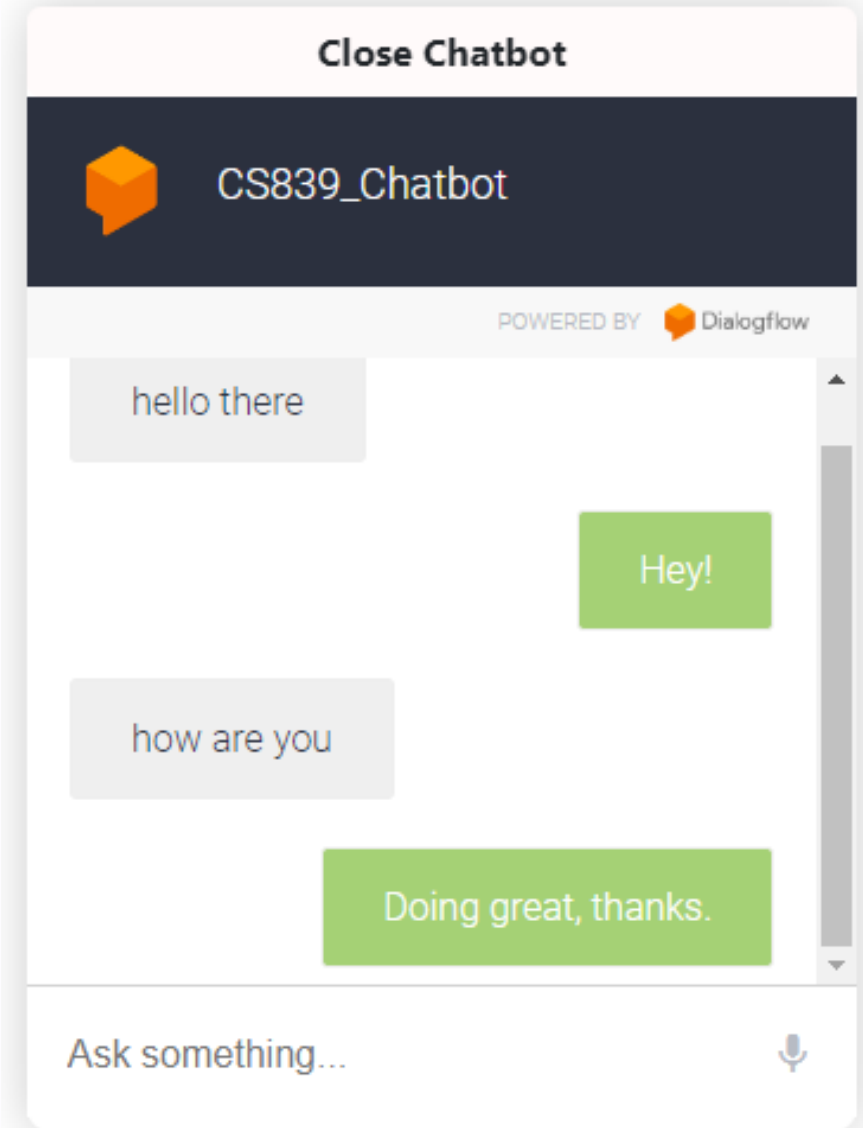 Close Chatbot
CS839_Chatbot
POWERED BY Dialogflow
hello there
Hey!
how are you
Doing great, thanks.
Ask something...